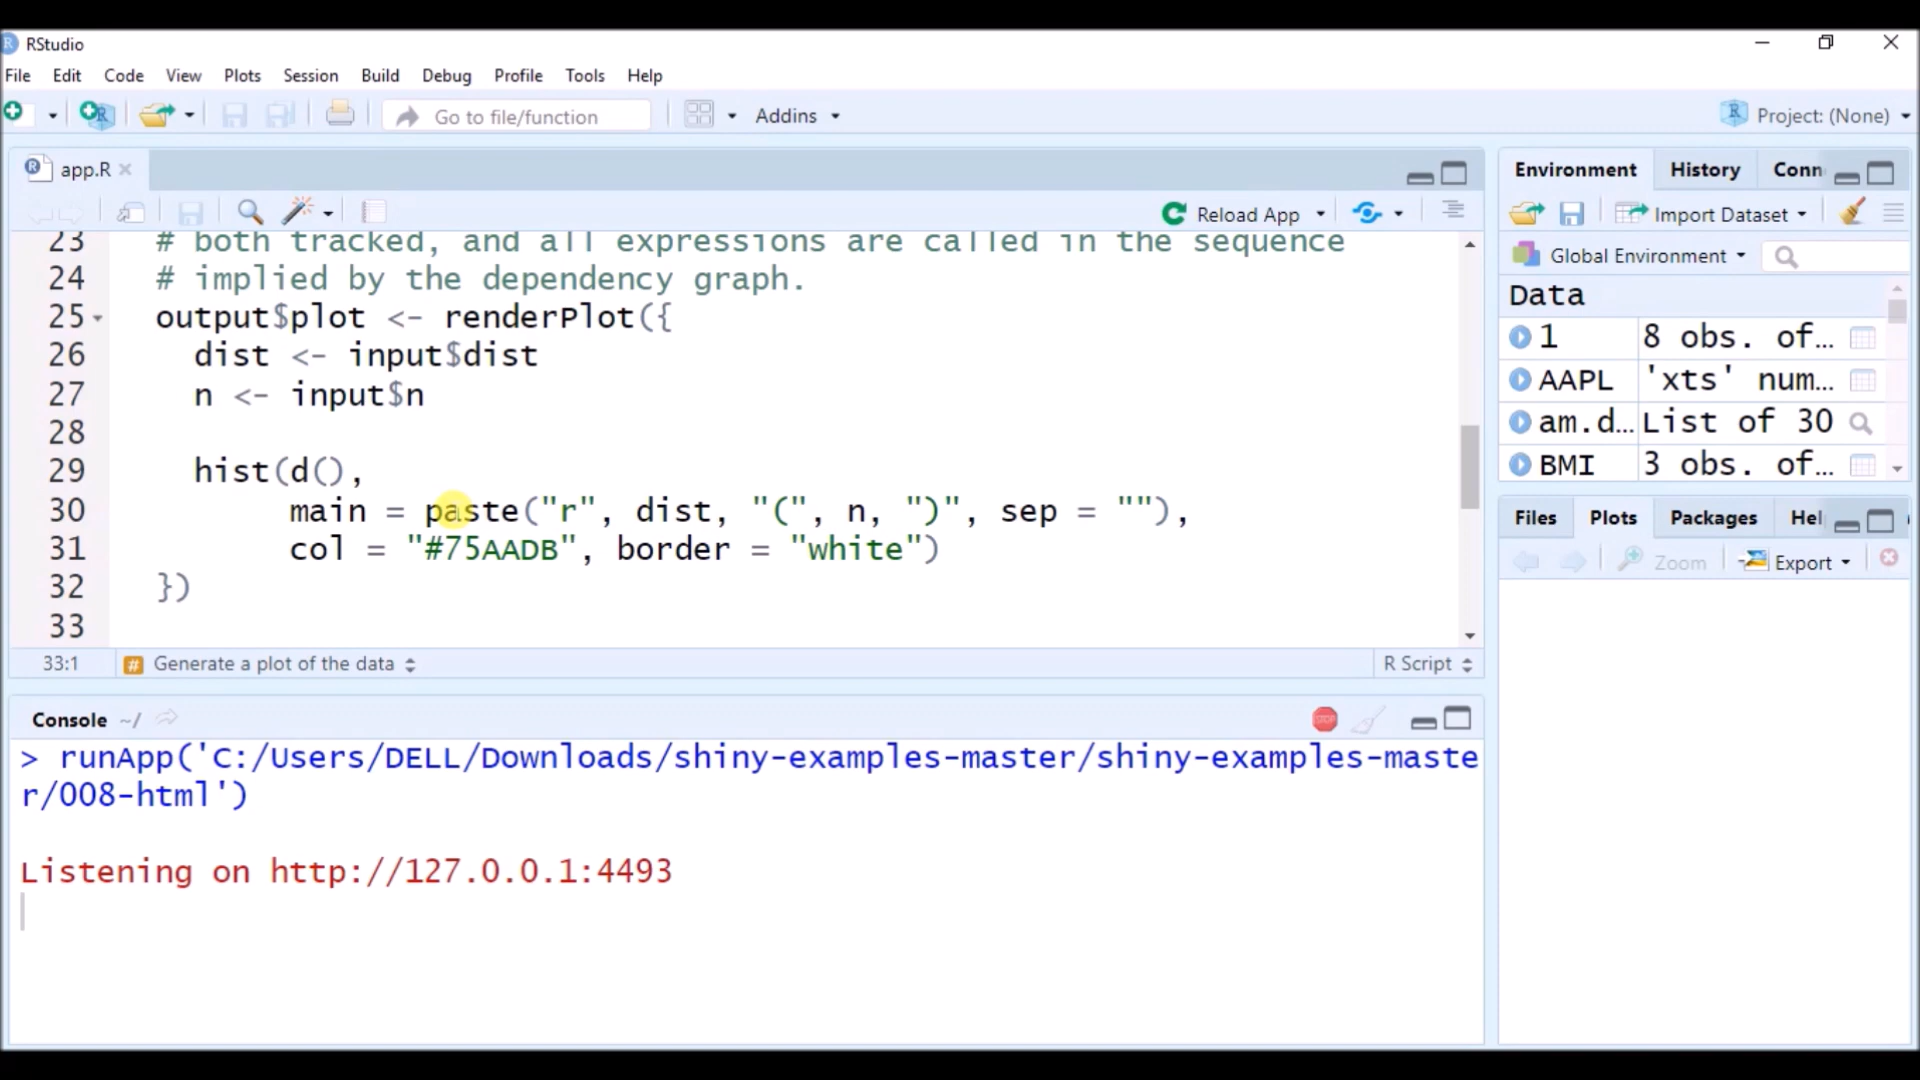 RStudio
File Edit Code View Plots Session Build Debug Profile Tools Help
Go to file/function Addins Project: (None)
app.R
Reload App
23 # both tracked, and all expressions are called in the sequence
24 # implied by the dependency graph.
25 output$plot <- renderPlot({
26 dist <- input$dist
27 n <- input$n
28
29 hist(d(),
30 main = paste("r", dist, "(", n, ")", sep = ""),
31 col = "#75AADB", border = "white")
32 })
33
33:1 # Generate a plot of the data R Script
Console ~/
STOP
> runApp('C:/Users/DELL/Downloads/shiny-examples-master/shiny-examples-maste
r/008-html')
Listening on http://127.0.0.1:4493
Environment History Conn
Import Dataset
Global Environment
Data
1 8 obs. of…
AAPL 'xts' num…
am.d… List of 30
BMI 3 obs. of…
Files Plots Packages Hel
Zoom Export